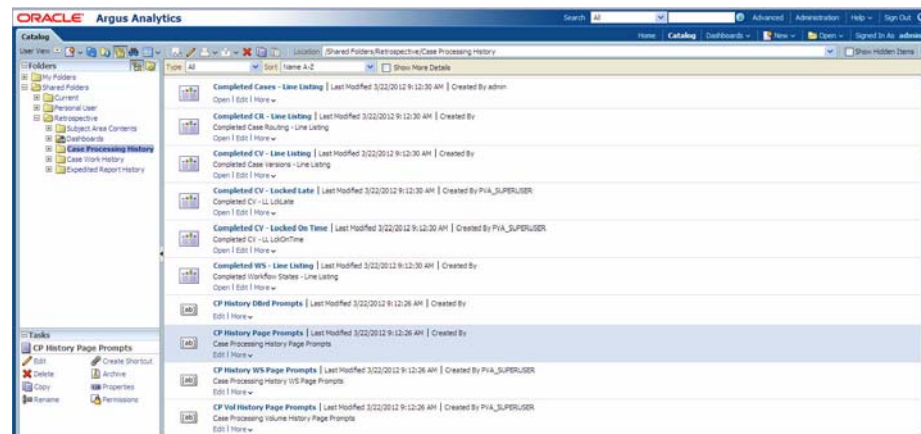 ORACLE Argus Analytics
Search All Advanced Administration Help Sign Out
Catalog
Home Catalog Dashboards New Open Signed In As admin
User View Location /Shared Folders/Retrospective/Case Processing History Show Hidden Items
Folders
My Folders
Shared Folders
Current
Personal User
Retrospective
Subject Area Contents
Dashboards
Case Processing History
Case Work History
Expedited Report History
Type All Sort Name A-Z Show More Details
Completed Cases - Line Listing | Last Modified 3/22/2012 9:12:30 AM | Created By admin
Open | Edit | More
Completed CR - Line Listing | Last Modified 3/22/2012 9:12:30 AM | Created By
Completed Case Routing - Line Listing
Open | Edit | More
Completed CV - Line Listing | Last Modified 3/22/2012 9:12:30 AM | Created By
Completed Case Versions - Line Listing
Open | Edit | More
Completed CV - Locked Late | Last Modified 3/22/2012 9:12:30 AM | Created By PVA_SUPERUSER
Completed CV - LL LckLate
Open | Edit | More
Completed CV - Locked On Time | Last Modified 3/22/2012 9:12:30 AM | Created By PVA_SUPERUSER
Completed CV - LL LckOnTime
Open | Edit | More
Completed WS - Line Listing | Last Modified 3/22/2012 9:12:30 AM | Created By
Completed Workflow States - Line Listing
Open | Edit | More
[ab] CP History DBrd Prompts | Last Modified 3/22/2012 9:12:26 AM | Created By
Edit | More
[ab] CP History Page Prompts | Last Modified 3/22/2012 9:12:26 AM | Created By
Case Processing History Page Prompts
Edit | More
[ab] CP History WS Page Prompts | Last Modified 3/22/2012 9:12:26 AM | Created By PVA_SUPERUSER
Case Processing History WS Page Prompts
Edit | More
[ab] CP Vol History Page Prompts | Last Modified 3/22/2012 9:12:26 AM | Created By PVA_SUPERUSER
Case Processing Volume History Page Prompts
Edit | More
Tasks
CP History Page Prompts
Edit Create Shortcut
Delete Archive
Copy Properties
Rename Permissions